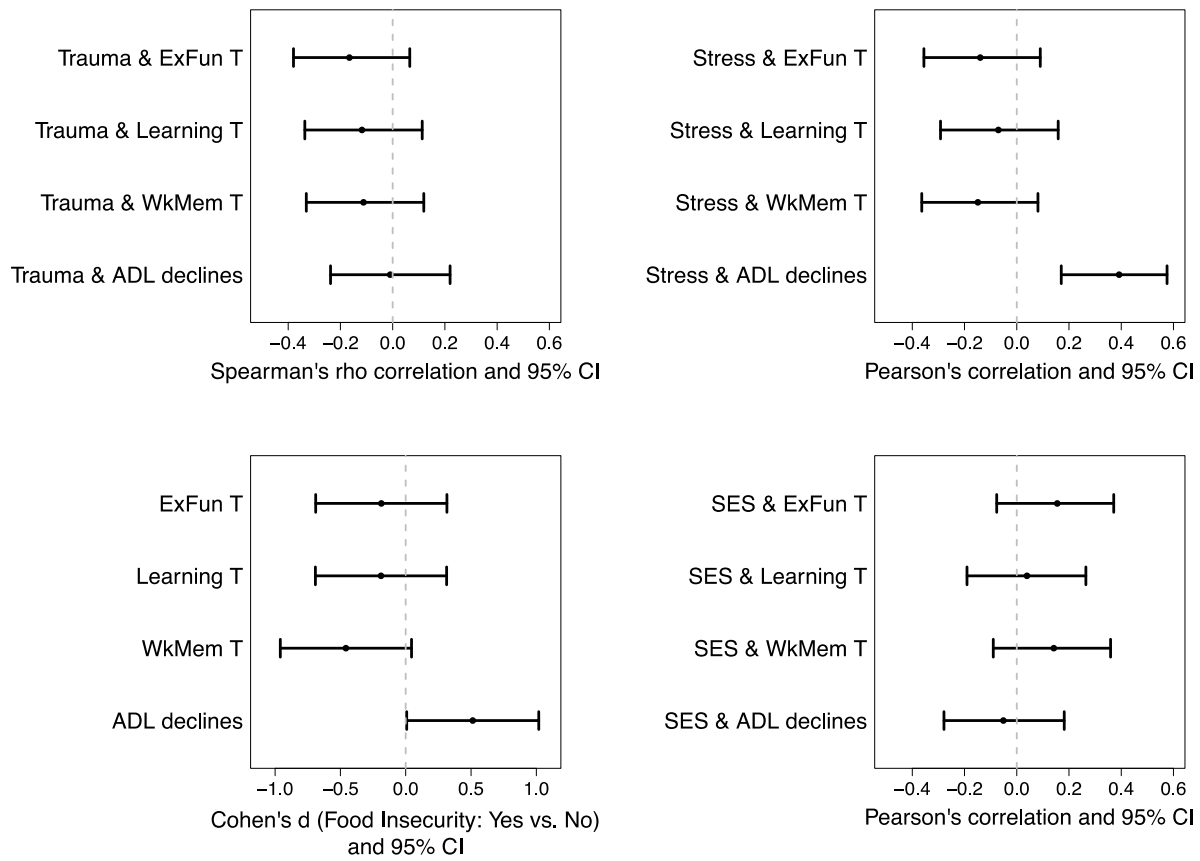 Trauma & ExFun T
Trauma & Learning T
Trauma & WkMem T
Trauma & ADL declines
−0.4 −0.2 0.0 0.2 0.4 0.6
Spearman's rho correlation and 95% CI
Stress & ExFun T
Stress & Learning T
Stress & WkMem T
Stress & ADL declines
−0.4 −0.2 0.0 0.2 0.4 0.6
Pearson's correlation and 95% CI
ExFun T
Learning T
WkMem T
ADL declines
−1.0 −0.5 0.0 0.5 1.0
Cohen's d (Food Insecurity: Yes vs. No)
and 95% CI
SES & ExFun T
SES & Learning T
SES & WkMem T
SES & ADL declines
−0.4 −0.2 0.0 0.2 0.4 0.6
Pearson's correlation and 95% CI